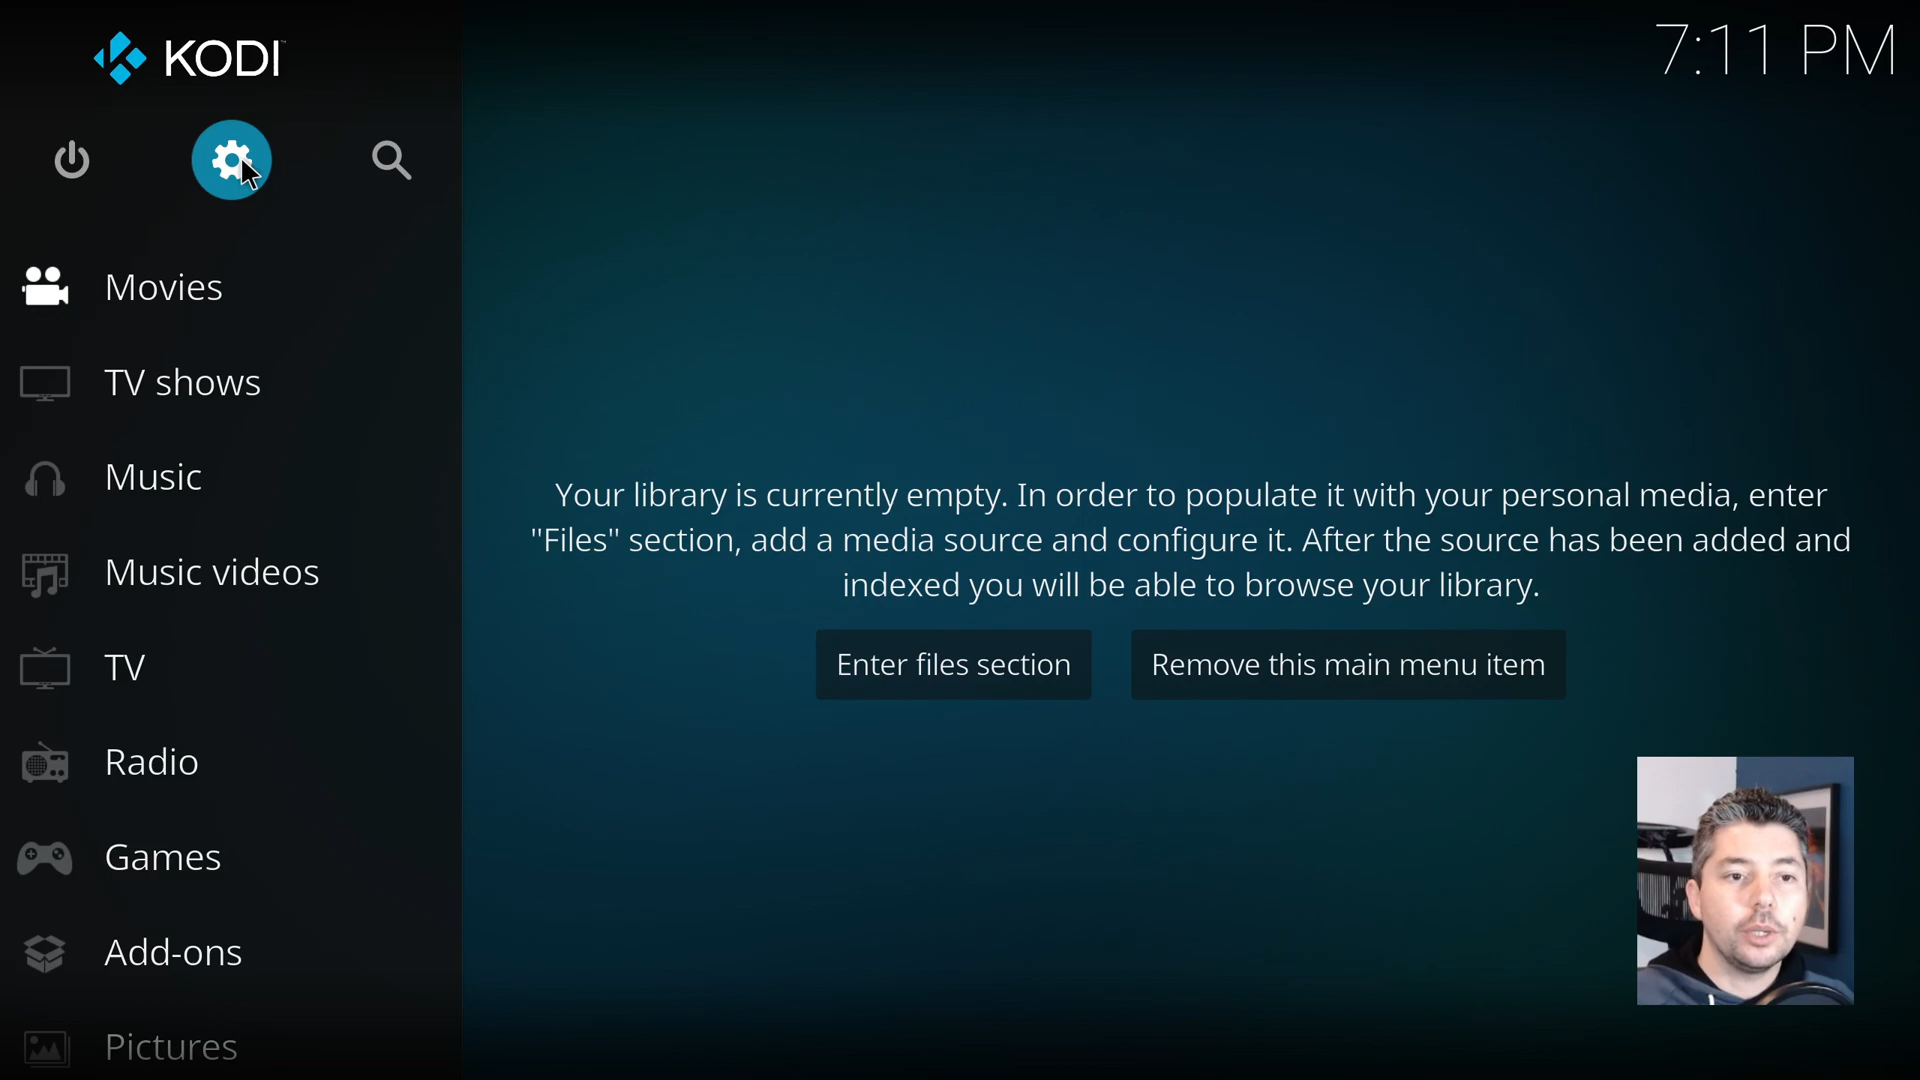 KODI
7:11 PM
Movies
TV shows
Music
Music videos
TV
Radio
Games
Add-ons
Pictures
Your library is currently empty. In order to populate it with your personal media, enter
"Files" section, add a media source and configure it. After the source has been added and
indexed you will be able to browse your library.
Enter files section
Remove this main menu item